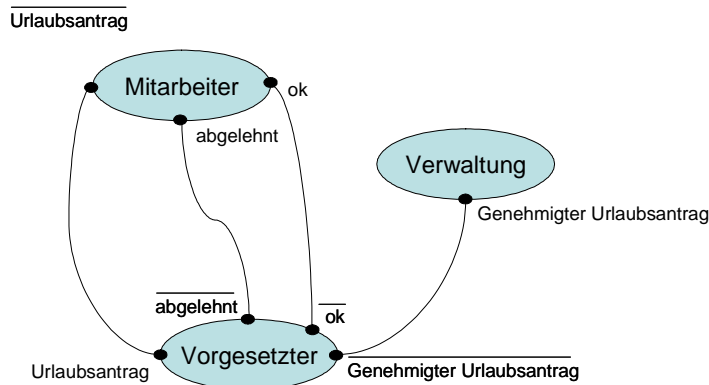 Urlaubsantrag
Mitarbeiter
ok
abgelehnt
Verwaltung
Genehmigter Urlaubsantrag
abgelehnt
ok
Vorgesetzter
Urlaubsantrag
Genehmigter Urlaubsantrag